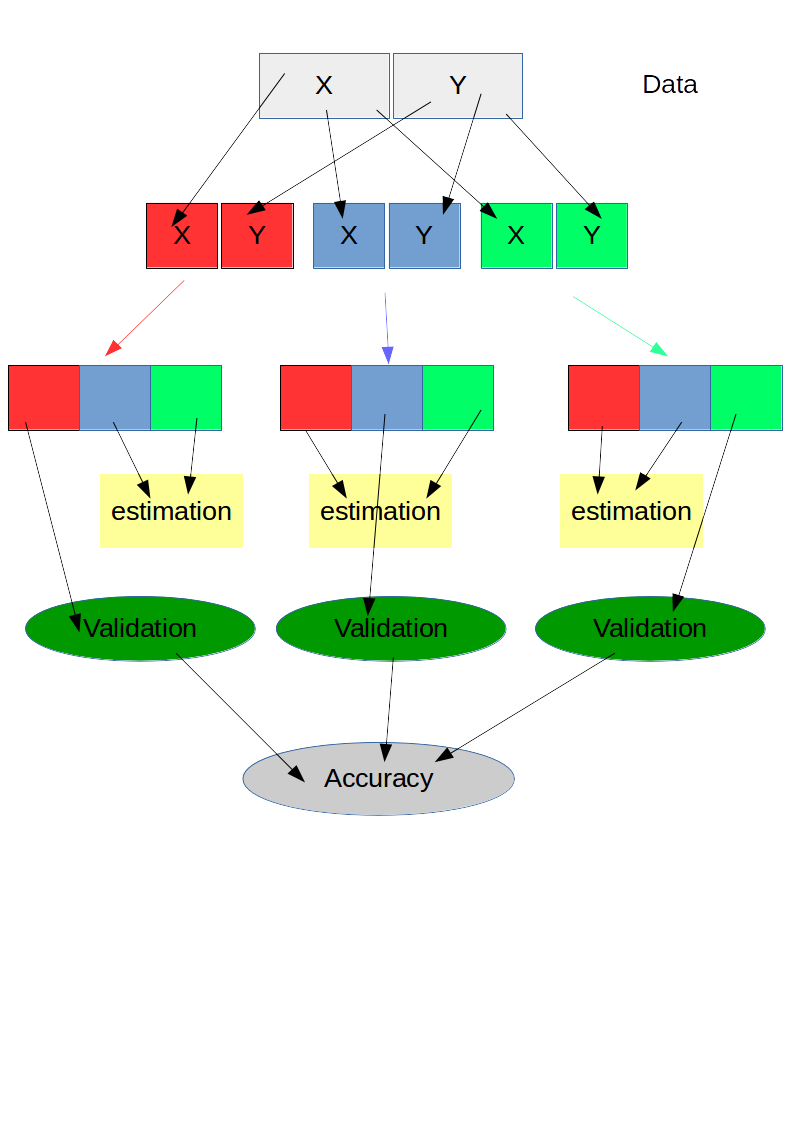 X Y Data
X Y X Y X Y
estimation estimation estimation
Validation Validation Validation
Accuracy